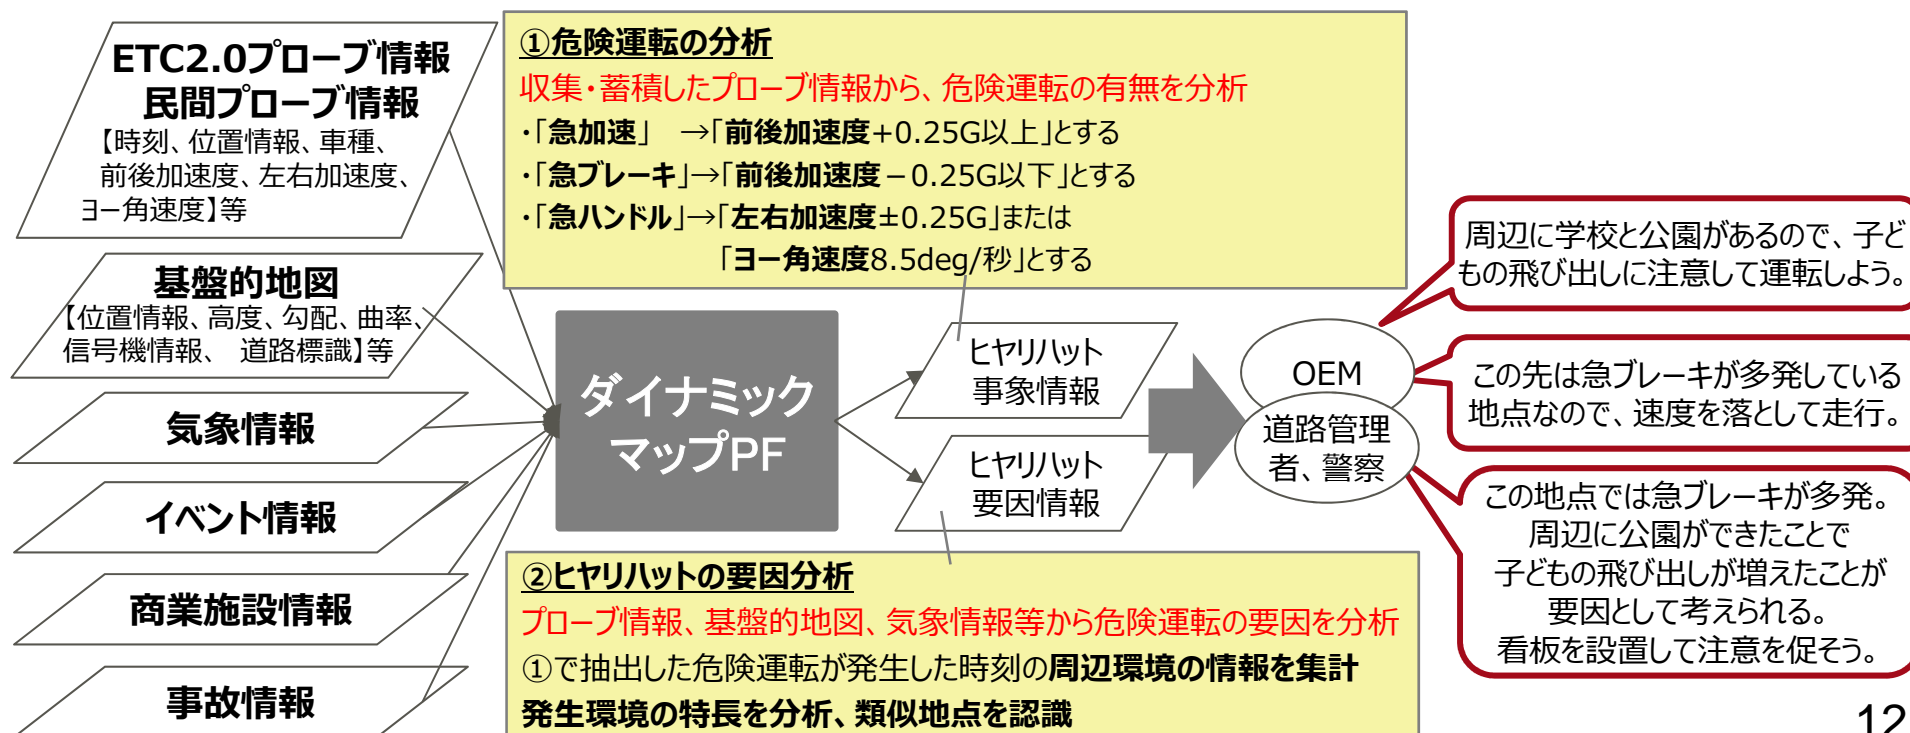 ETC2.0プローブ情報
民間プローブ情報
【時刻、位置情報、車種、
前後加速度、左右加速度、
ヨー角速度】等
基盤的地図
【位置情報、高度、勾配、曲率、
信号機情報、 道路標識】等
気象情報
イベント情報
商業施設情報
事故情報
①危険運転の分析
収集・蓄積したプローブ情報から、危険運転の有無を分析
・「急加速」 →「前後加速度+0.25G以上」とする
・「急ブレーキ」→「前後加速度－0.25G以下」とする
・「急ハンドル」→「左右加速度±0.25G」または
「ヨー角速度8.5deg/秒」とする
ダイナミック
マップPF
ヒヤリハット
事象情報
ヒヤリハット
要因情報
②ヒヤリハットの要因分析
プローブ情報、基盤的地図、気象情報等から危険運転の要因を分析
①で抽出した危険運転が発生した時刻の周辺環境の情報を集計
発生環境の特長を分析、類似地点を認識
OEM
道路管理
者、警察
周辺に学校と公園があるので、子ど
もの飛び出しに注意して運転しよう。
この先は急ブレーキが多発している
地点なので、速度を落として走行。
この地点では急ブレーキが多発。
周辺に公園ができたことで
子どもの飛び出しが増えたことが
要因として考えられる。
看板を設置して注意を促そう。
12